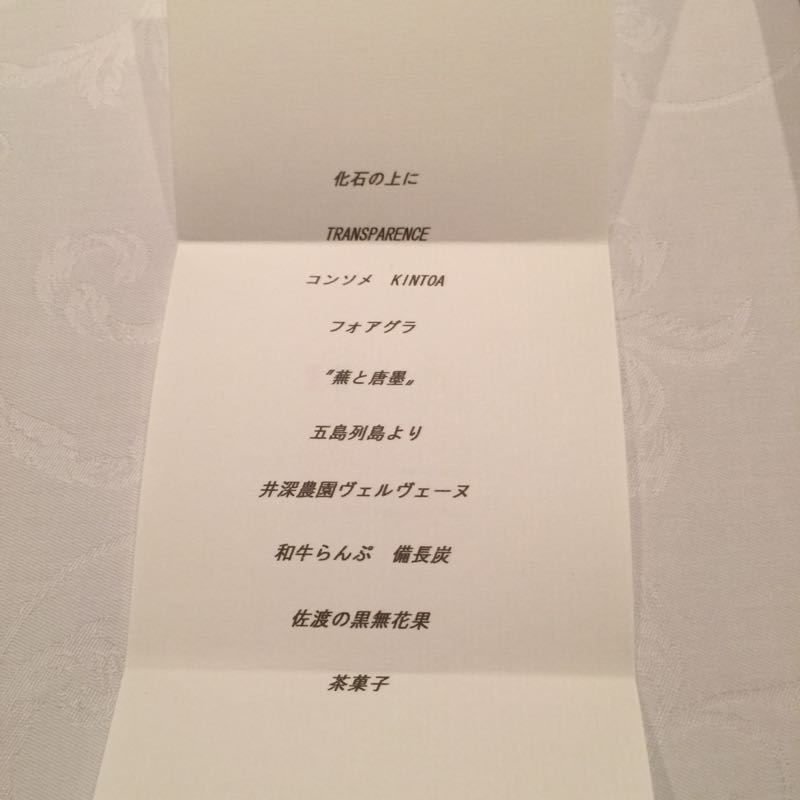 化石の上に
TRANSPARENCE
コンソメ　KINTOA
フォアグラ
〝蕪と唐墨〟
五島列島より
井深農園ヴェルヴェーヌ
和牛らんぷ　備長炭
佐渡の黒無花果
茶菓子